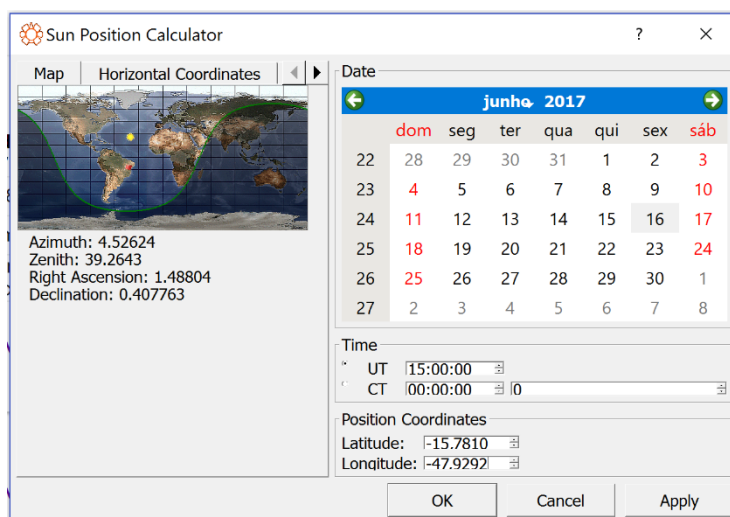 Sun Position Calculator ? ×
Map Horizontal Coordinates
Azimuth: 4.52624
Zenith: 39.2643
Right Ascension: 1.48804
Declination: 0.407763
Date
junho 2017
dom seg ter qua qui sex sáb
22 28 29 30 31 1 2 3
23 4 5 6 7 8 9 10
24 11 12 13 14 15 16 17
25 18 19 20 21 22 23 24
26 25 26 27 28 29 30 1
27 2 3 4 5 6 7 8
Time
UT 15:00:00
CT 00:00:00 0
Position Coordinates
Latitude: -15.7810
Longitude: -47.9292
OK Cancel Apply